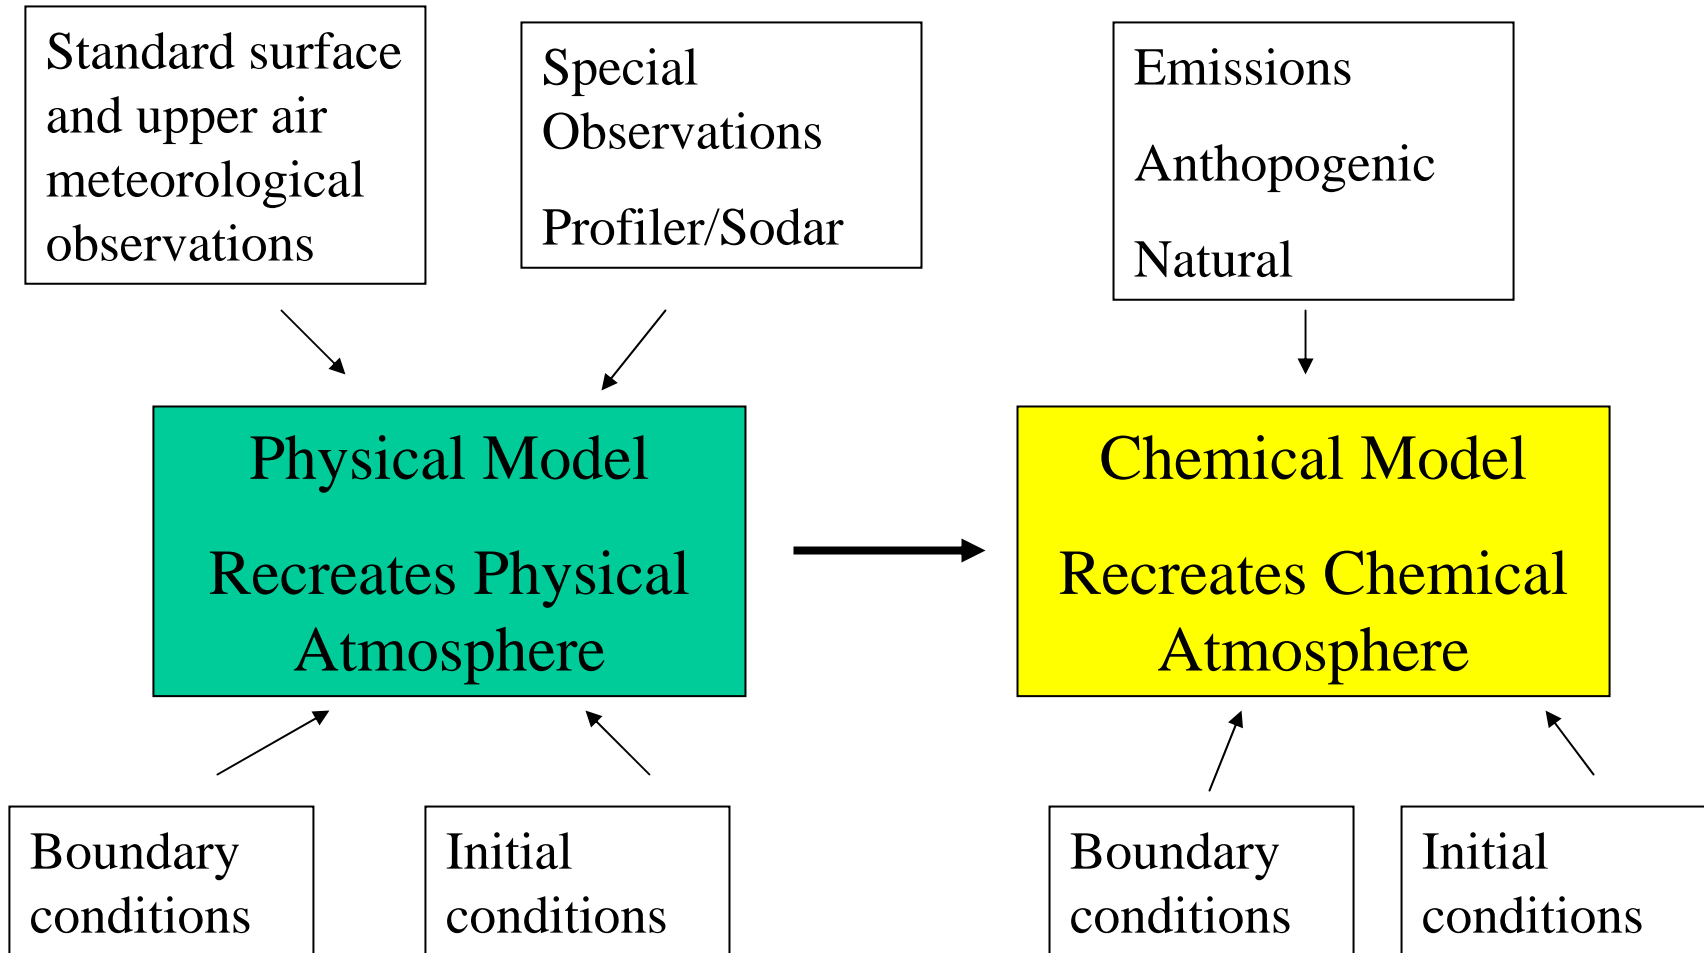 Standard surface
and upper air
meteorological
observations
Special
Observations
Profiler/Sodar
Emissions
Anthopogenic
Natural
Physical Model
Recreates Physical
Atmosphere
Chemical Model
Recreates Chemical
Atmosphere
Boundary
conditions
Initial
conditions
Boundary
conditions
Initial
conditions